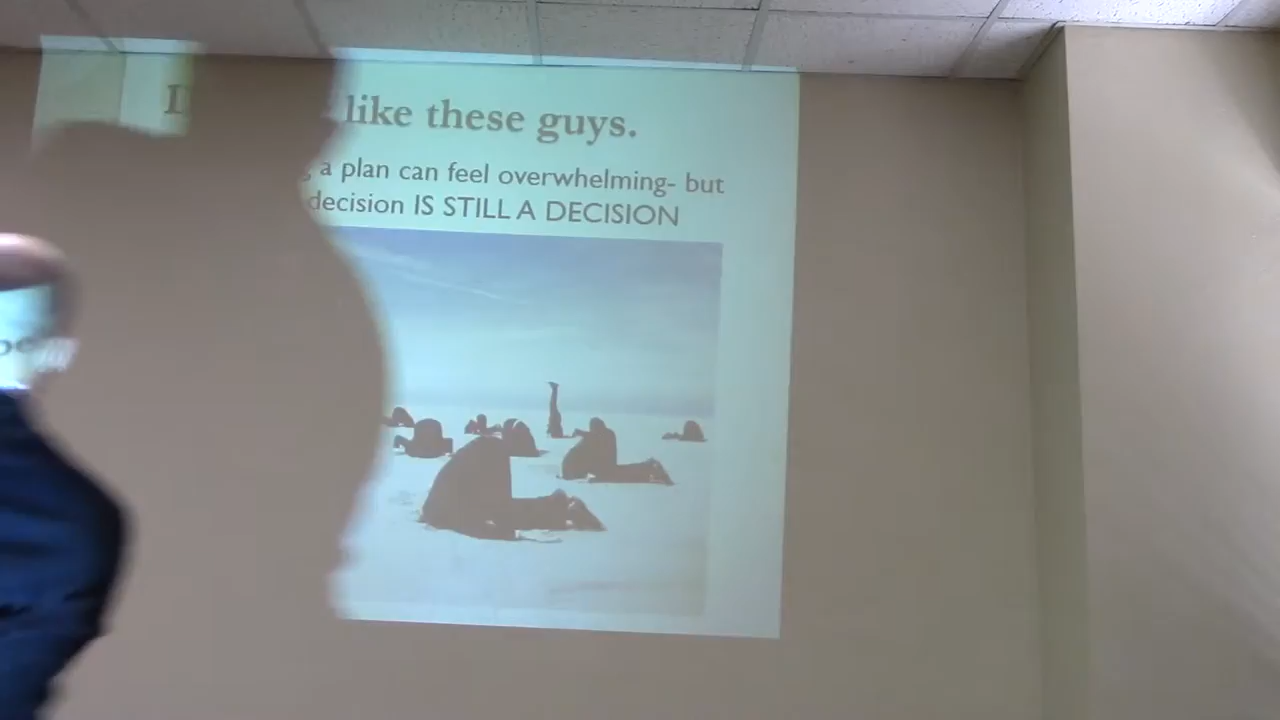 like these guys.
a plan can feel overwhelming- but
decision IS STILL A DECISION